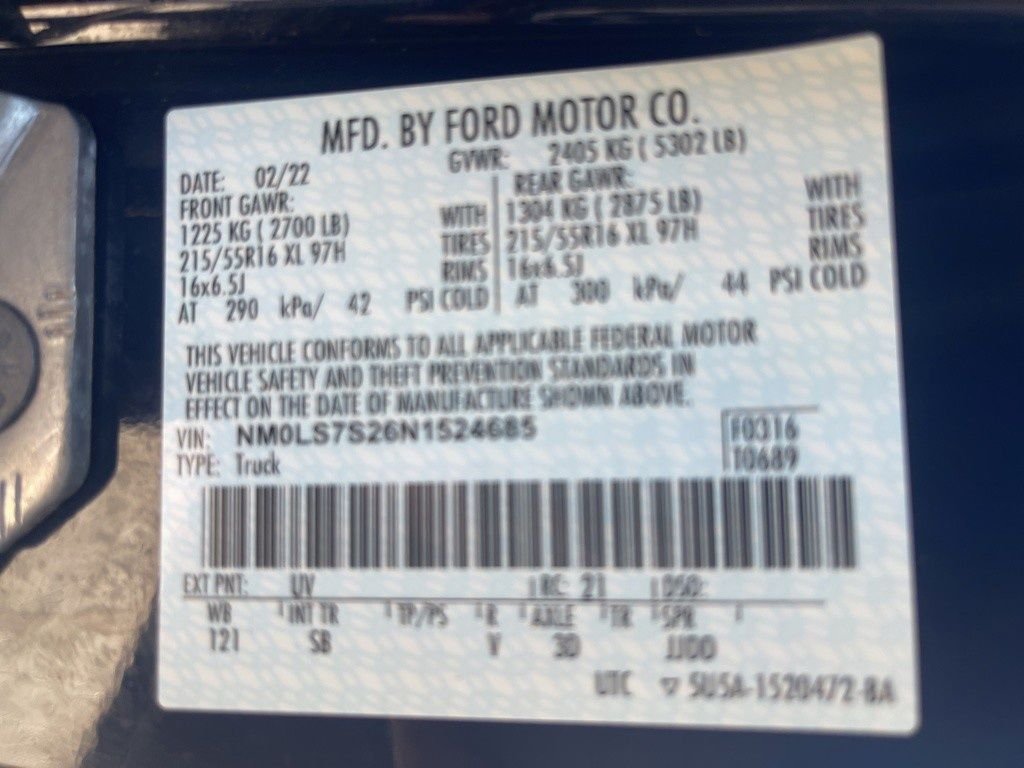 MFD. BY FORD MOTOR CO.
DATE: 02/22 GVWR: 2405 KG ( 5302 LB)
FRONT GAWR: REAR GAWR:
1225 KG ( 2700 LB) WITH 1304 KG ( 2875 LB) WITH
215/55R16 XL 97H TIRES 215/55R16 XL 97H TIRES
16x6.5J RIMS 16x6.5J RIMS
AT 290 kPa/ 42 PSI COLD AT 300 kPa/ 44 PSI COLD
THIS VEHICLE CONFORMS TO ALL APPLICABLE FEDERAL MOTOR
VEHICLE SAFETY AND THEFT PREVENTION STANDARDS IN
EFFECT ON THE DATE OF MANUFACTURE SHOWN ABOVE.
VIN: NM0LS7S26N1524685 F0316
TYPE: Truck T0689
EXT PNT: UV RC: 21 DSO:
WB INT TR TP/PS R AXLE TR SPR
121 SB V 3D JJOO
UTC ▽ 5U5A-1520472-BA